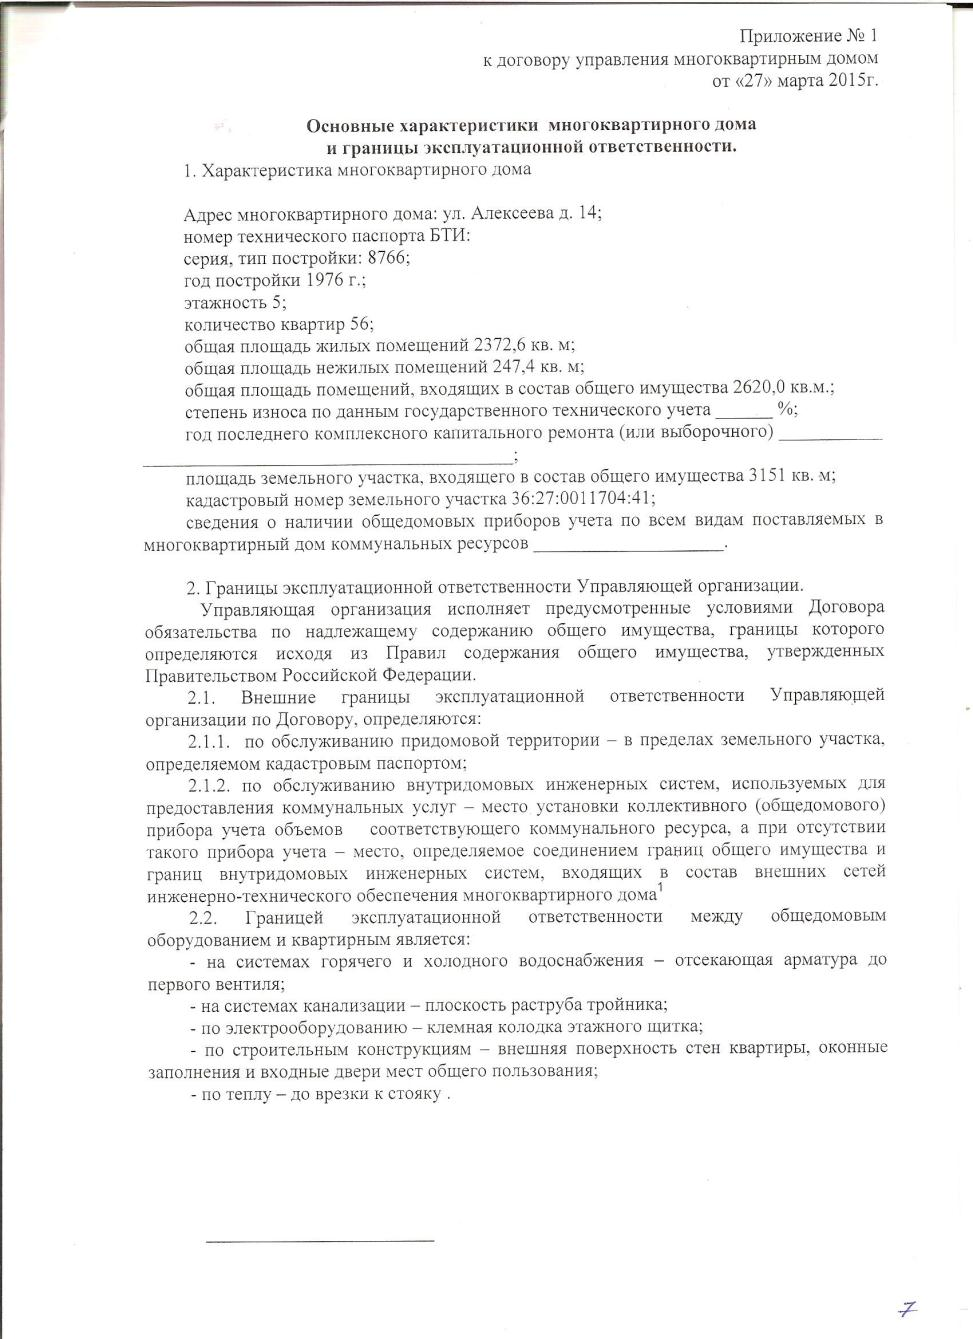 Приложение № 1
к договору управления многоквартирным домом
от «27» марта 2015г.
Основные характеристики многоквартирного дома
и границы эксплуатационной ответственности.
1. Характеристика многоквартирного дома
Адрес многоквартирного дома: ул. Алексеева д. 14;
номер технического паспорта БТИ:
серия, тип постройки: 8766;
год постройки 1976 г.;
этажность 5;
количество квартир 56;
общая площадь жилых помещений 2372,6 кв. м;
общая площадь нежилых помещений 247,4 кв. м;
общая площадь помещений, входящих в состав общего имущества 2620,0 кв.м.;
степень износа по данным государственного технического учета ______ %;
год последнего комплексного капитального ремонта (или выборочного) ___________
_______________________________________;
площадь земельного участка, входящего в состав общего имущества 3151 кв. м;
кадастровый номер земельного участка 36:27:0011704:41;
сведения о наличии общедомовых приборов учета по всем видам поставляемых в
многоквартирный дом коммунальных ресурсов ____________________.
2. Границы эксплуатационной ответственности Управляющей организации.
Управляющая организация исполняет предусмотренные условиями Договора
обязательства по надлежащему содержанию общего имущества, границы которого
определяются исходя из Правил содержания общего имущества, утвержденных
Правительством Российской Федерации.
2.1. Внешние границы эксплуатационной ответственности Управляющей
организации по Договору, определяются:
2.1.1. по обслуживанию придомовой территории – в пределах земельного участка,
определяемом кадастровым паспортом;
2.1.2. по обслуживанию внутридомовых инженерных систем, используемых для
предоставления коммунальных услуг – место установки коллективного (общедомового)
прибора учета объемов соответствующего коммунального ресурса, а при отсутствии
такого прибора учета – место, определяемое соединением границ общего имущества и
границ внутридомовых инженерных систем, входящих в состав внешних сетей
инженерно-технического обеспечения многоквартирного дома¹
2.2. Границей эксплуатационной ответственности между общедомовым
оборудованием и квартирным является:
- на системах горячего и холодного водоснабжения – отсекающая арматура до
первого вентиля;
- на системах канализации – плоскость раструба тройника;
- по электрооборудованию – клемная колодка этажного щитка;
- по строительным конструкциям – внешняя поверхность стен квартиры, оконные
заполнения и входные двери мест общего пользования;
- по теплу – до врезки к стояку .
7